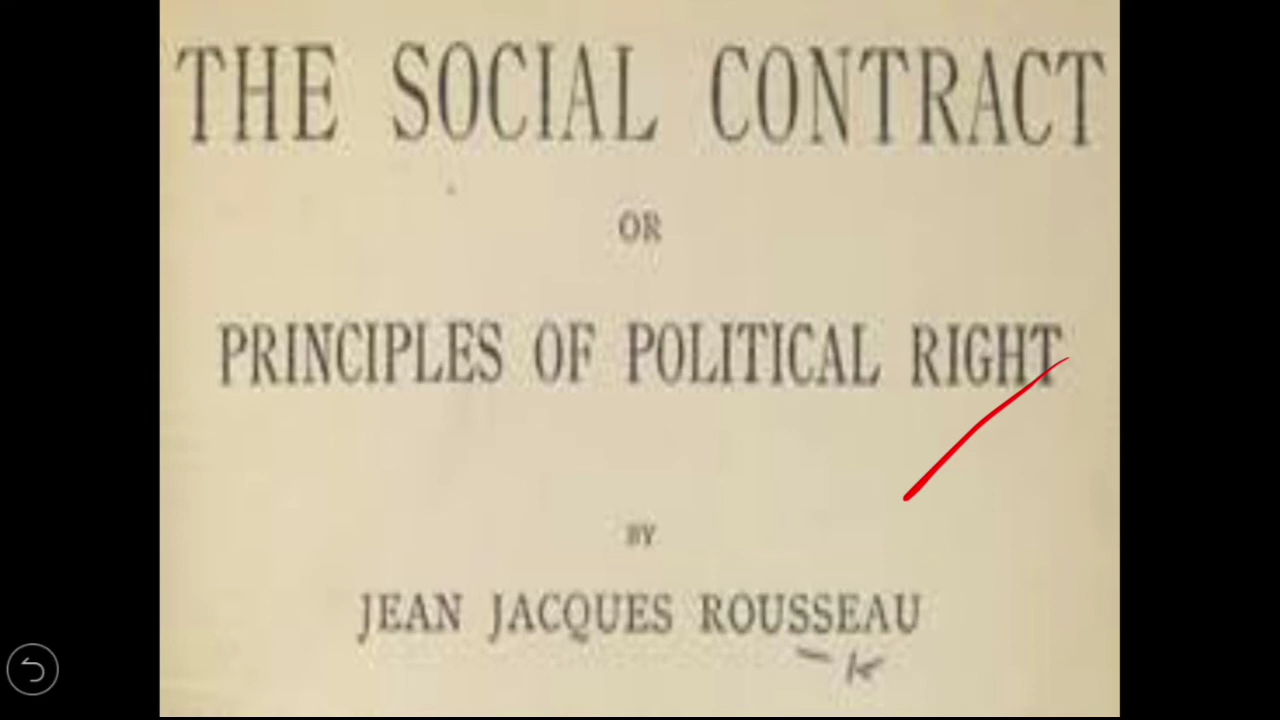 THE SOCIAL CONTRACT
OR
PRINCIPLES OF POLITICAL RIGHT
BY
JEAN JACQUES ROUSSEAU